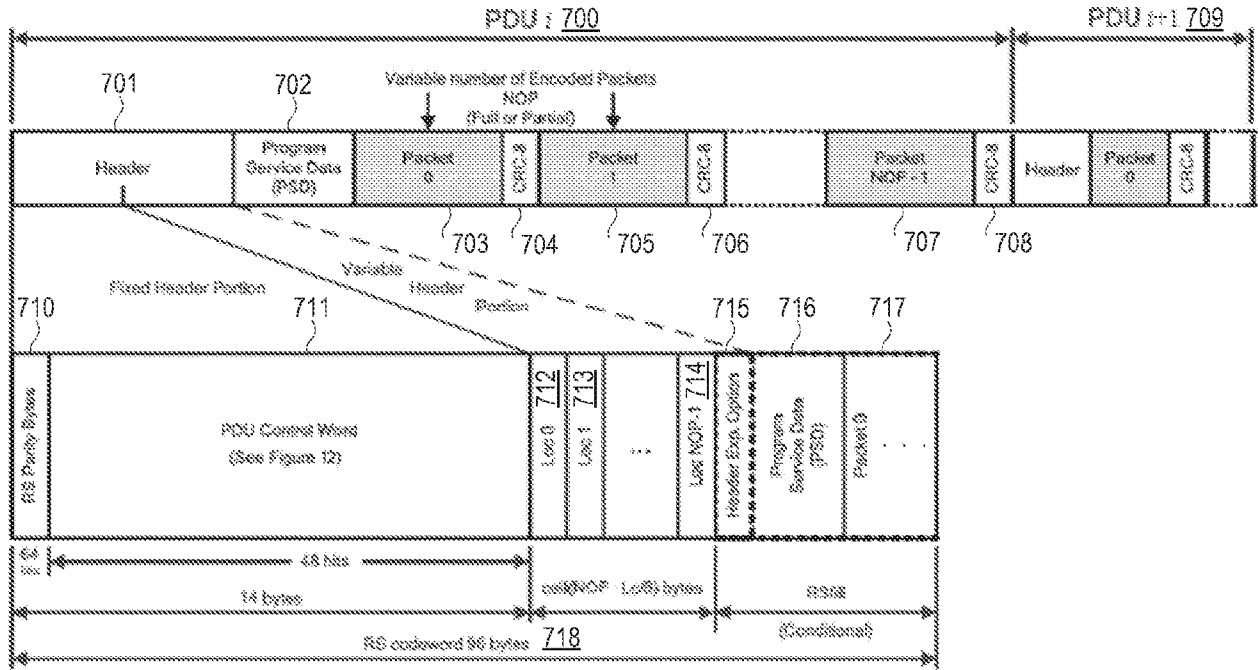 PDU i 700
PDU i+1 709
701
702
Variable number of Encoded Packets
NOP
(Full or Partial)
Header
Program
Service Data
(PSD)
Packet
0
CRC-8
Packet
1
CRC-8
Packet
NOP - 1
CRC-8
Header
Packet
0
CRC-8
703
704
705
706
707
708
Fixed Header Portion
Variable
Header
Portion
710
711
715
716
717
RS Parity Bytes
PDU Control Word
(See Figure 12)
Loc 0 712
Loc 1 713
...
Loc NOP-1 714
Header Exp. Options
Program
Service Data
(PSD)
Packet 0
. . .
64
48 bits
14 bytes
bytes
(Conditional)
RS codeword 96 bytes 718